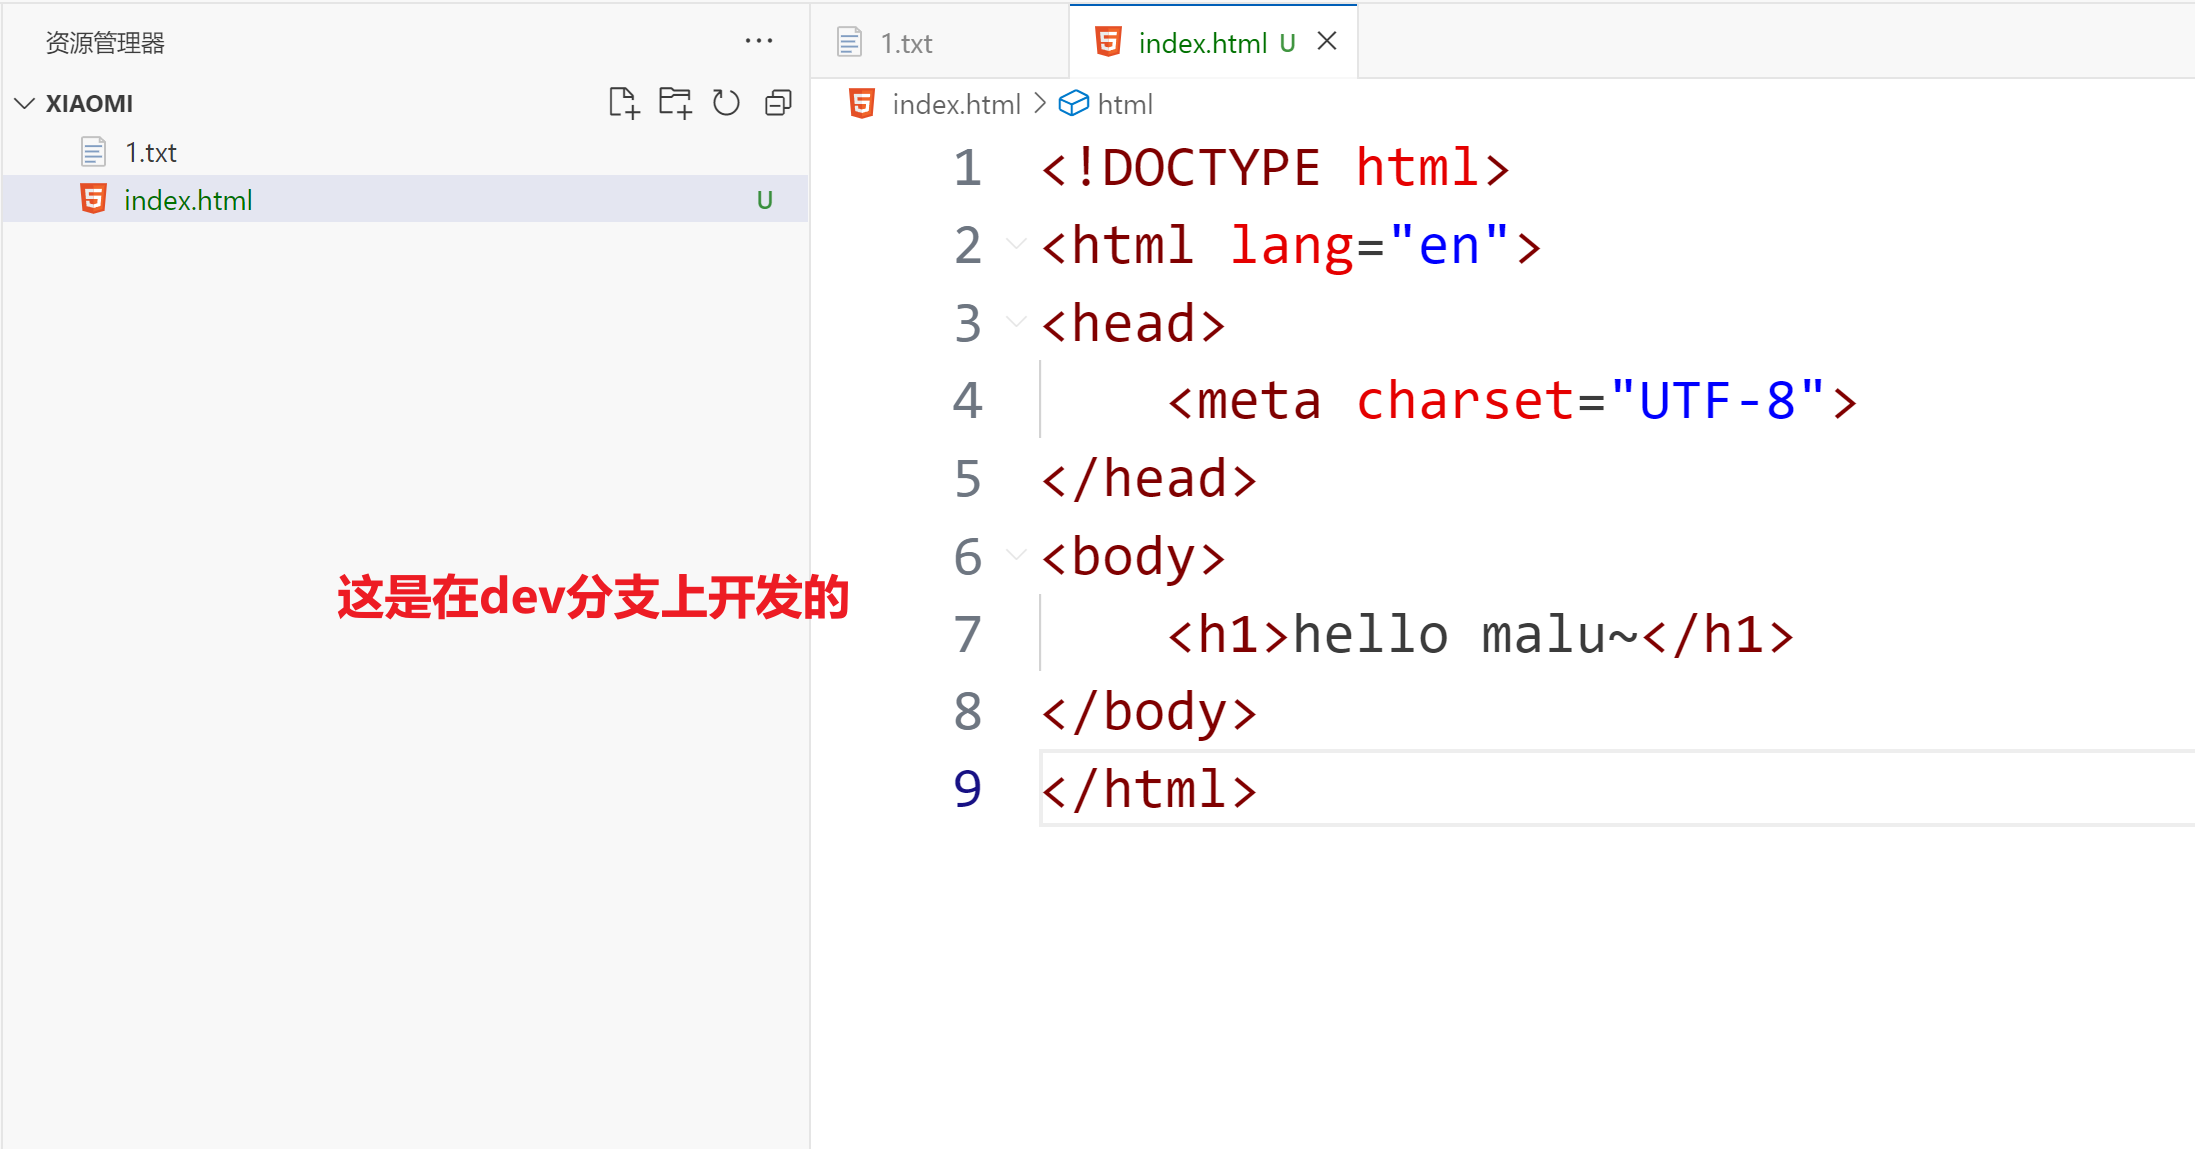 资源管理器 ···
XIAOMI
1.txt
index.html U
1.txt
index.html U
index.html > html
1 <!DOCTYPE html>
2 <html lang="en">
3 <head>
4 <meta charset="UTF-8">
5 </head>
6 <body>
7 <h1>hello malu~</h1>
8 </body>
9 </html>
这是在dev分支上开发的